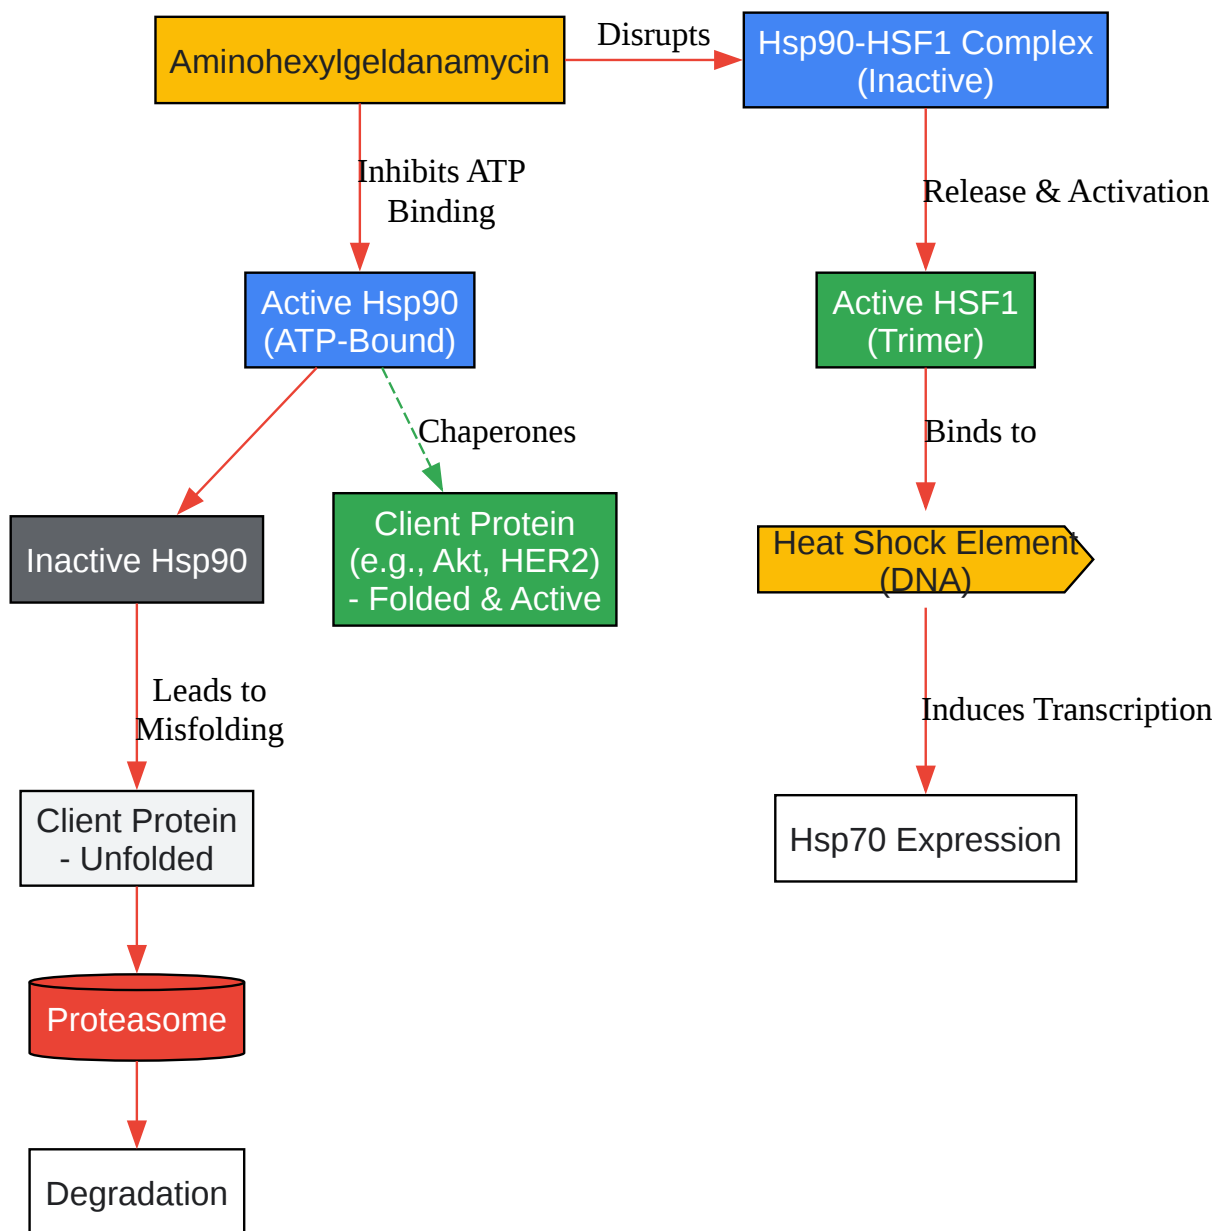 Aminohexylgeldanamycin
Disrupts
Hsp90-HSF1 Complex
(Inactive)
Inhibits ATP
Binding
Release & Activation
Active Hsp90
(ATP-Bound)
Active HSF1
(Trimer)
Chaperones
Binds to
Inactive Hsp90
Client Protein
(e.g., Akt, HER2)
- Folded & Active
Heat Shock Element
(DNA)
Leads to
Misfolding
Induces Transcription
Client Protein
- Unfolded
Hsp70 Expression
Proteasome
Degradation